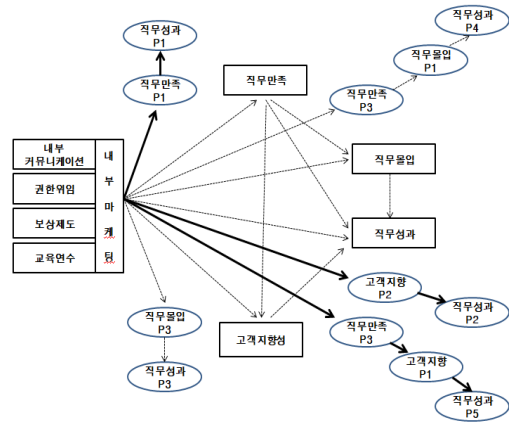 직무성과
P1
직무만족
P1
직무만족
직무성과
P4
직무몰입
P1
직무만족
P3
내부
커뮤니케이션
권한위임
보상제도
교육연수
내
부
마
케
팅
직무몰입
직무성과
고객지향
P2
직무성과
P2
직무몰입
P3
직무성과
P3
고객지향성
직무만족
P3
고객지향
P1
직무성과
P5